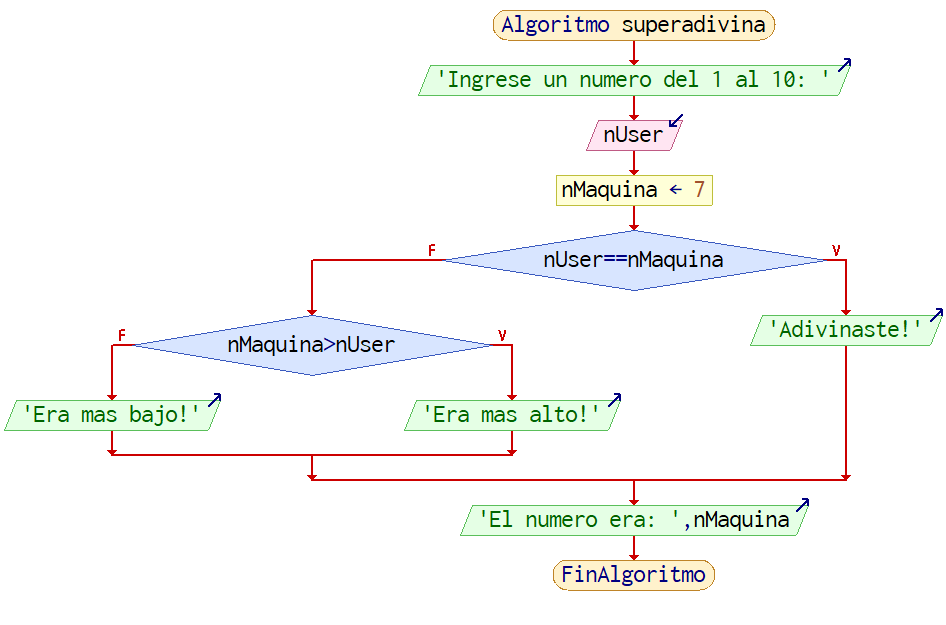 Algoritmo superadivina
'Ingrese un numero del 1 al 10: '
nUser
nMaquina ← 7
nUser==nMaquina
F
V
nMaquina>nUser
F
V
'Adivinaste!'
'Era mas bajo!'
'Era mas alto!'
'El numero era: ',nMaquina
FinAlgoritmo